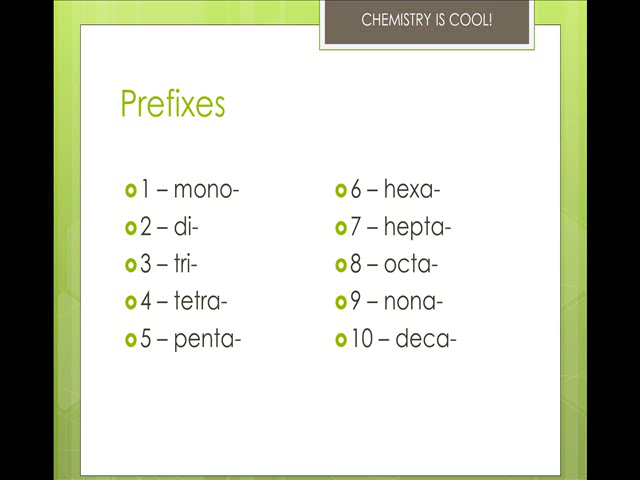 CHEMISTRY IS COOL!
Prefixes
1 – mono-
2 – di-
3 – tri-
4 – tetra-
5 – penta-
6 – hexa-
7 – hepta-
8 – octa-
9 – nona-
10 – deca-